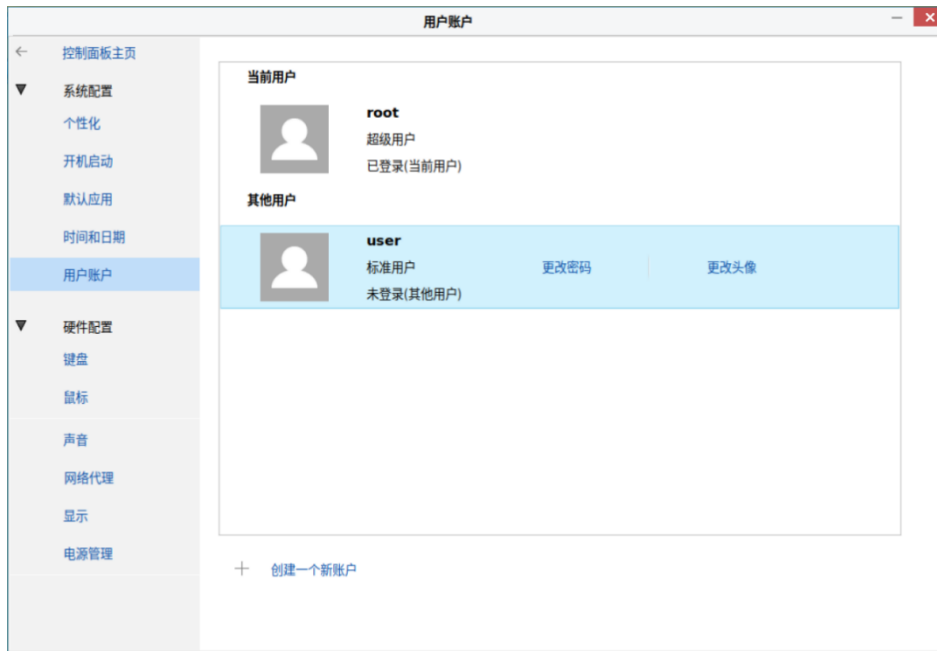 用户账户
控制面板主页
系统配置
个性化
开机启动
默认应用
时间和日期
用户账户
硬件配置
键盘
鼠标
声音
网络代理
显示
电源管理
当前用户
root
超级用户
已登录(当前用户)
其他用户
user
标准用户
更改密码
更改头像
未登录(其他用户)
创建一个新账户